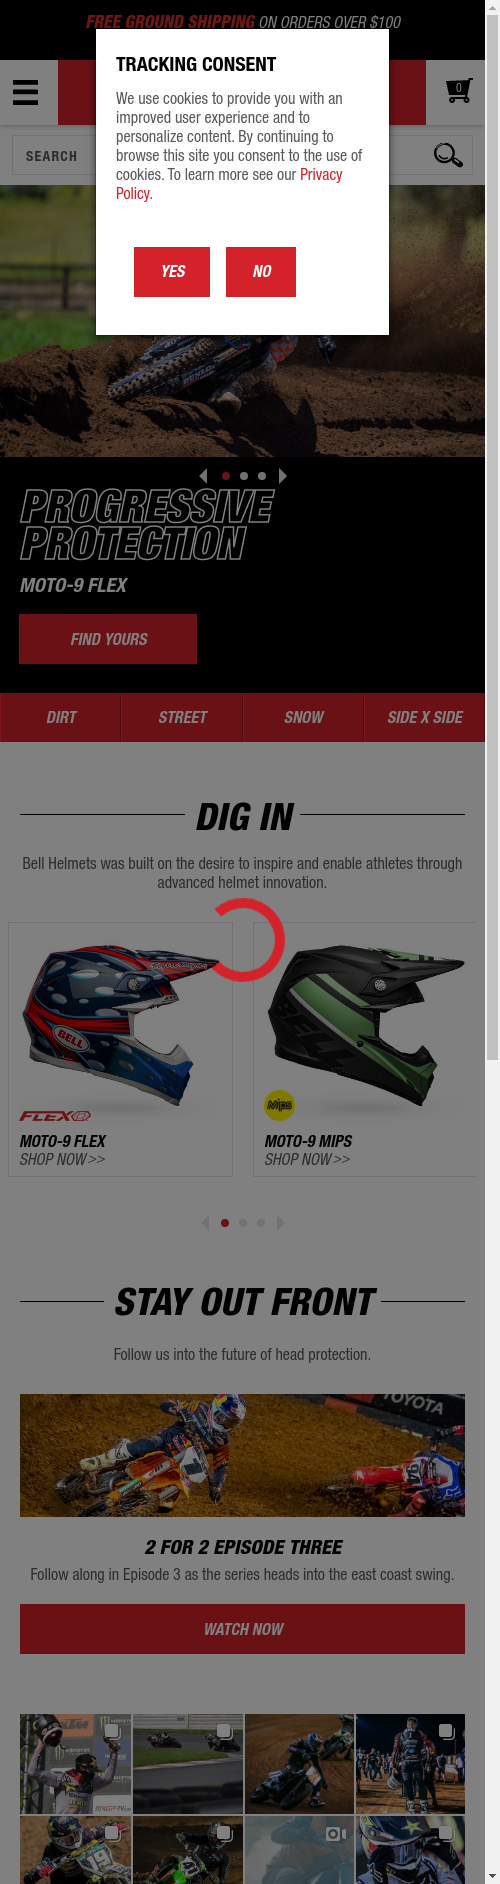 FREE GROUND SHIPPING ON ORDERS OVER $100
TRACKING CONSENT
We use cookies to provide you with an
improved user experience and to
personalize content. By continuing to
browse this site you consent to the use of
cookies. To learn more see our Privacy
Policy.
YES NO
0
SEARCH
PROGRESSIVE
PROTECTION
MOTO-9 FLEX
FIND YOURS
DIRT STREET SNOW SIDE X SIDE
DIG IN
Bell Helmets was built on the desire to inspire and enable athletes through
advanced helmet innovation.
BELL
FLEX
Mips
MOTO-9 FLEX
SHOP NOW>>
MOTO-9 MIPS
SHOP NOW>>
STAY OUT FRONT
Follow us into the future of head protection.
TOYOTA
2 FOR 2 EPISODE THREE
Follow along in Episode 3 as the series heads into the east coast swing.
WATCH NOW
KTM